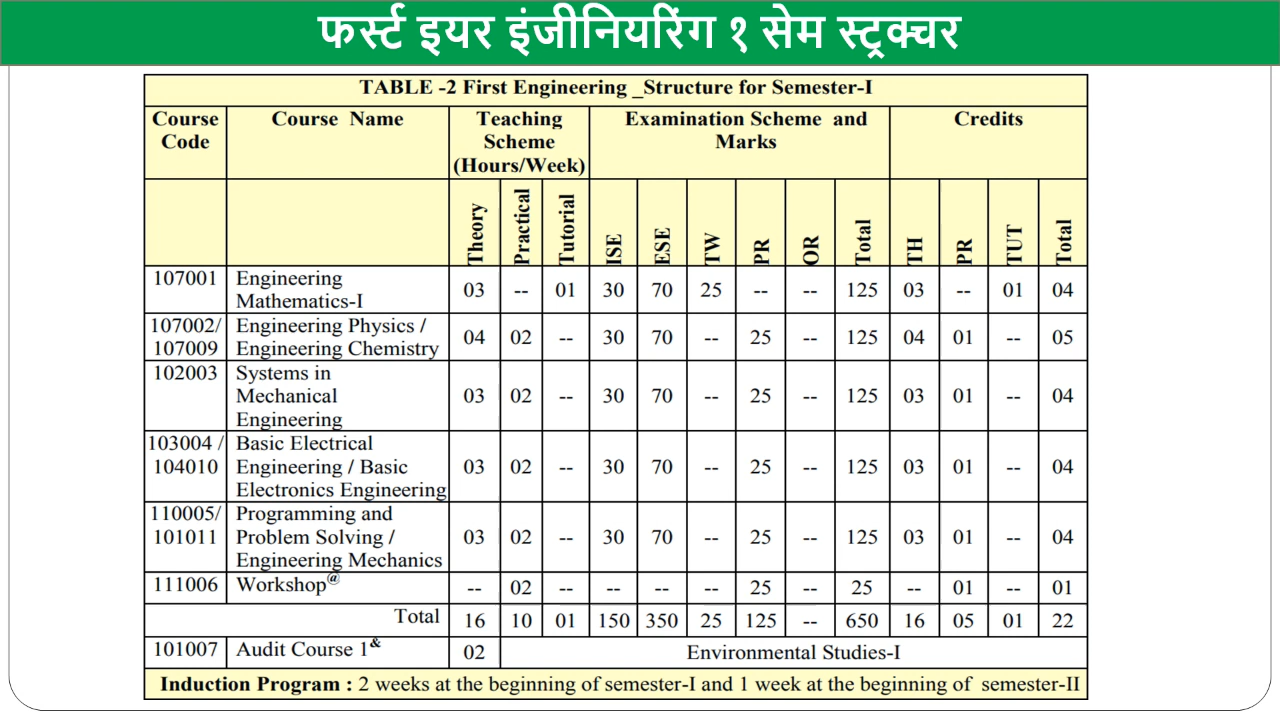 फर्स्ट इयर इंजीनियरिंग १ सेम स्ट्रक्चर
TABLE -2 First Engineering _Structure for Semester-I
Course Code Course Name Teaching Scheme (Hours/Week) Examination Scheme and Marks Credits
Theory Practical Tutorial ISE ESE TW PR OR Total TH PR TUT Total
107001 Engineering Mathematics-I 03 -- 01 30 70 25 -- -- 125 03 -- 01 04
107002/ 107009 Engineering Physics / Engineering Chemistry 04 02 -- 30 70 -- 25 -- 125 04 01 -- 05
102003 Systems in Mechanical Engineering 03 02 -- 30 70 -- 25 -- 125 03 01 -- 04
103004 / 104010 Basic Electrical Engineering / Basic Electronics Engineering 03 02 -- 30 70 -- 25 -- 125 03 01 -- 04
110005/ 101011 Programming and Problem Solving / Engineering Mechanics 03 02 -- 30 70 -- 25 -- 125 03 01 -- 04
111006 Workshop@ -- 02 -- -- -- -- 25 -- 25 -- 01 -- 01
Total 16 10 01 150 350 25 125 -- 650 16 05 01 22
101007 Audit Course 1& 02 Environmental Studies-I
Induction Program : 2 weeks at the beginning of semester-I and 1 week at the beginning of semester-II